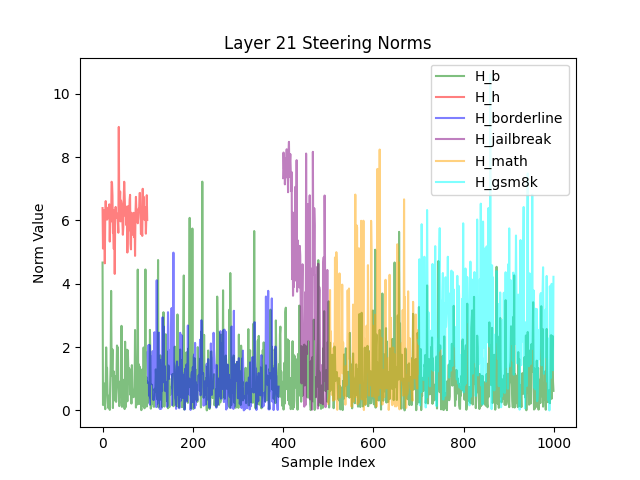 Layer 21 Steering Norms
Norm Value
10
8
6
4
2
0
0
200
400
600
800
1000
Sample Index
H_b
H_h
H_borderline
H_jailbreak
H_math
H_gsm8k